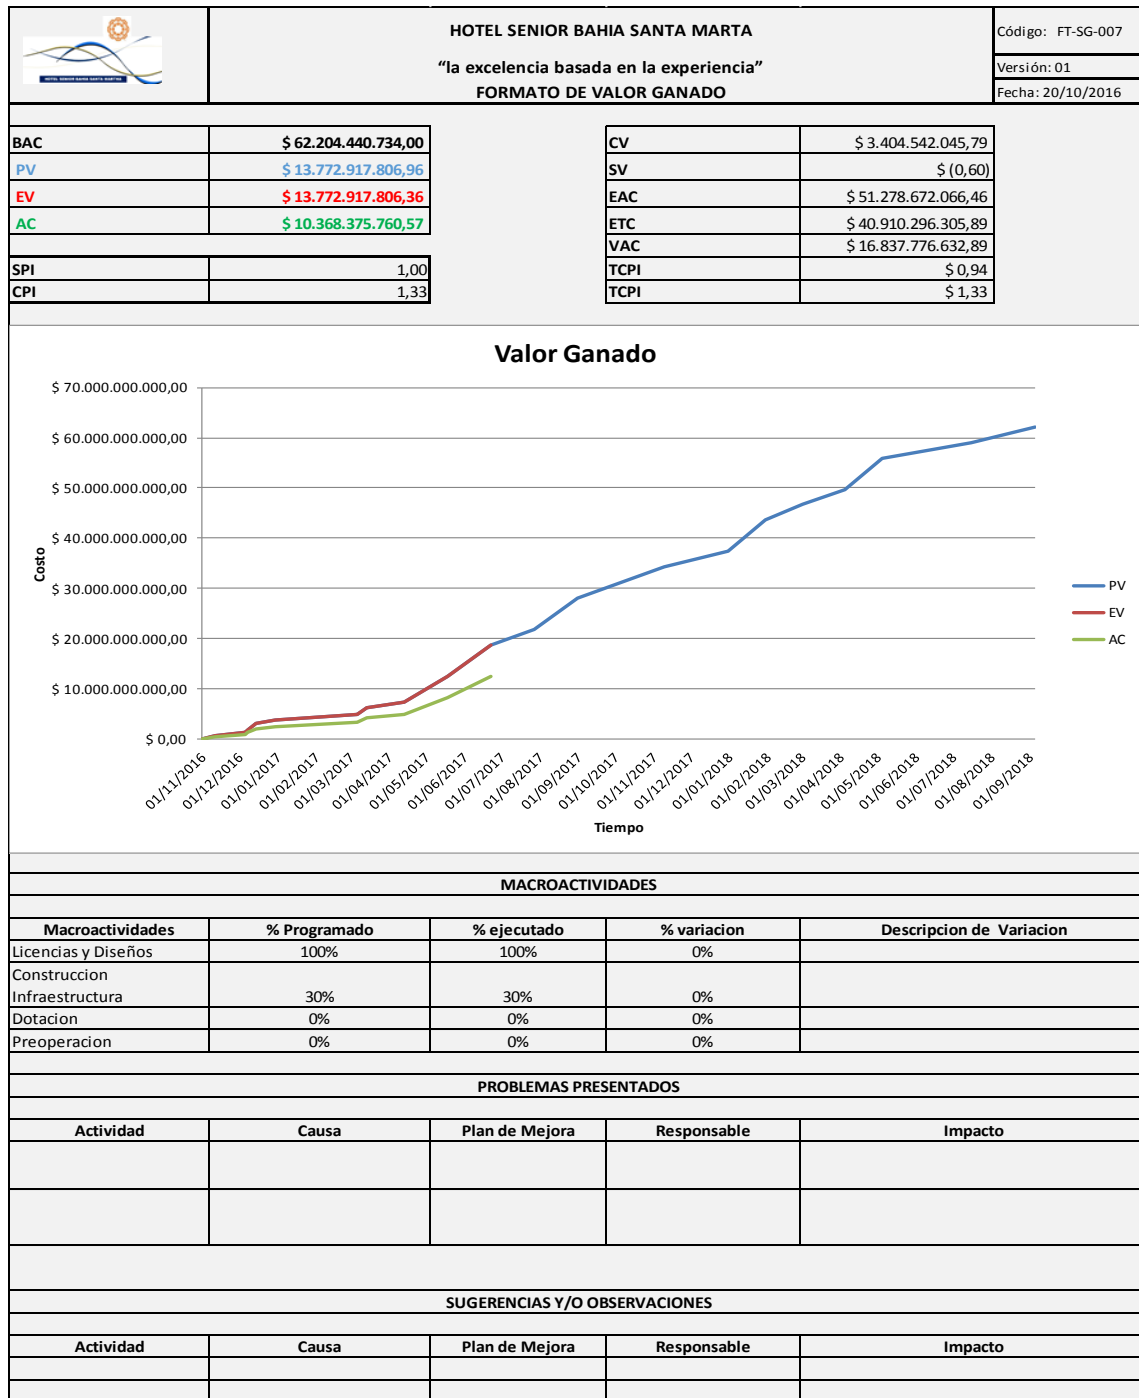 HOTEL SENIOR BAHIA SANTA MARTA
Código: FT-SG-007
“la excelencia basada en la experiencia”
Versión: 01
FORMATO DE VALOR GANADO
Fecha: 20/10/2016
HOTEL SENIOR BAHIA SANTA MARTHA
BAC $ 62.204.440.734,00 CV $ 3.404.542.045,79
PV $ 13.772.917.806,96 SV $ (0,60)
EV $ 13.772.917.806,36 EAC $ 51.278.672.066,46
AC $ 10.368.375.760,57 ETC $ 40.910.296.305,89
VAC $ 16.837.776.632,89
SPI 1,00 TCPI $ 0,94
CPI 1,33 TCPI $ 1,33
Valor Ganado
$ 70.000.000.000,00
$ 60.000.000.000,00
$ 50.000.000.000,00
$ 40.000.000.000,00
$ 30.000.000.000,00
$ 20.000.000.000,00
$ 10.000.000.000,00
$ 0,00
Costo
PV
EV
AC
01/11/2016
01/12/2016
01/01/2017
01/02/2017
01/03/2017
01/04/2017
01/05/2017
01/06/2017
01/07/2017
01/08/2017
01/09/2017
01/10/2017
01/11/2017
01/12/2017
01/01/2018
01/02/2018
01/03/2018
01/04/2018
01/05/2018
01/06/2018
01/07/2018
01/08/2018
01/09/2018
Tiempo
MACROACTIVIDADES
Macroactividades % Programado % ejecutado % variacion Descripcion de Variacion
Licencias y Diseños 100% 100% 0%
Construccion
Infraestructura 30% 30% 0%
Dotacion 0% 0% 0%
Preoperacion 0% 0% 0%
PROBLEMAS PRESENTADOS
Actividad Causa Plan de Mejora Responsable Impacto
SUGERENCIAS Y/O OBSERVACIONES
Actividad Causa Plan de Mejora Responsable Impacto